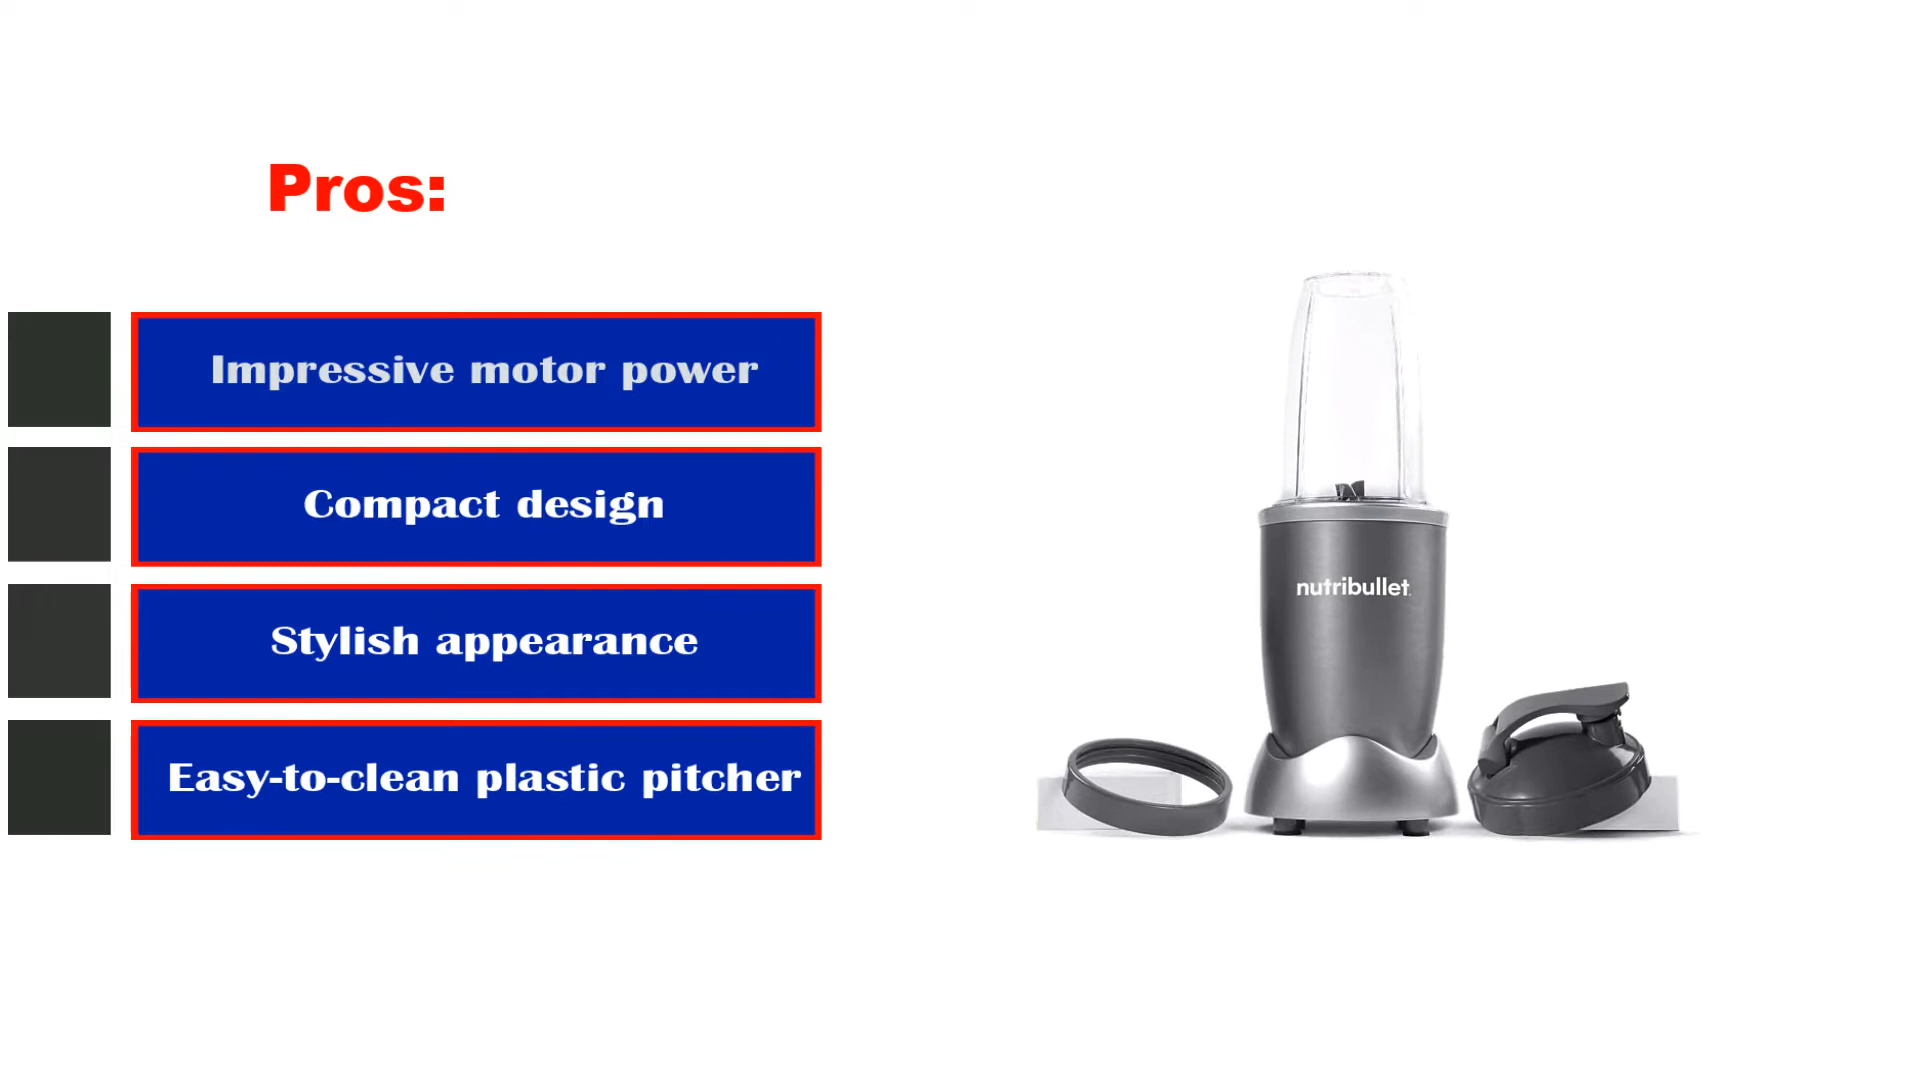 Pros:
Impressive motor power
Compact design
Stylish appearance
Easy-to-clean plastic pitcher
nutribullet